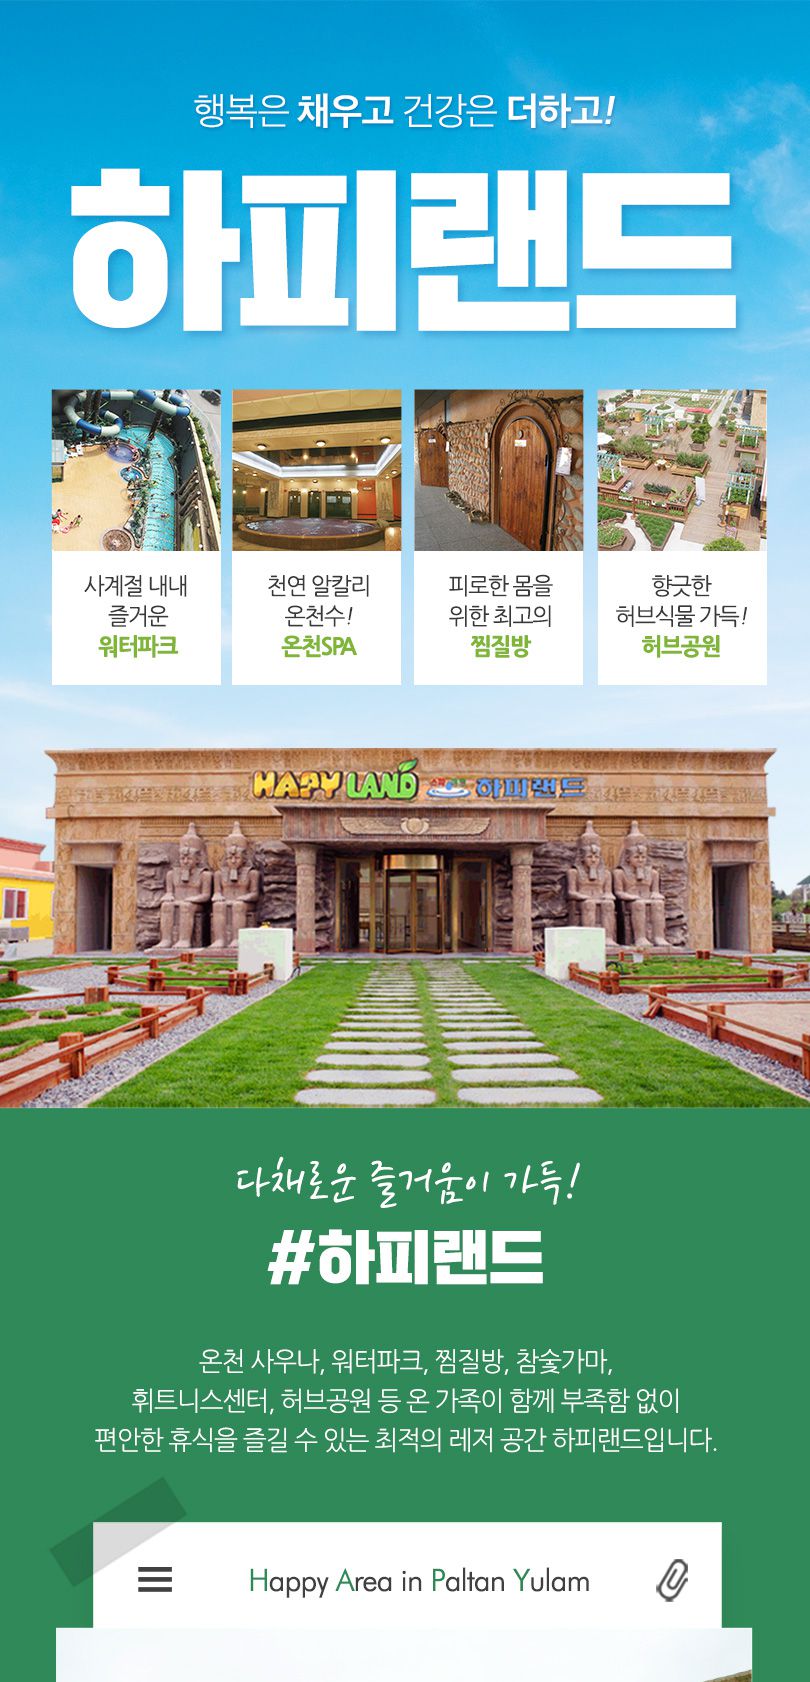 행복은 채우고 건강은 더하고!
하피랜드
사계절 내내
즐거운
워터파크
천연 알칼리
온천수!
온천SPA
피로한 몸을
위한 최고의
찜질방
향긋한
허브식물 가득!
허브공원
HAPY LAND 스파 하피랜드
다채로운 즐거움이 가득!
#하피랜드
온천 사우나, 워터파크, 찜질방, 참숯가마,
휘트니스센터, 허브공원 등 온 가족이 함께 부족함 없이
편안한 휴식을 즐길 수 있는 최적의 레저 공간 하피랜드입니다.
Happy Area in Paltan Yulam